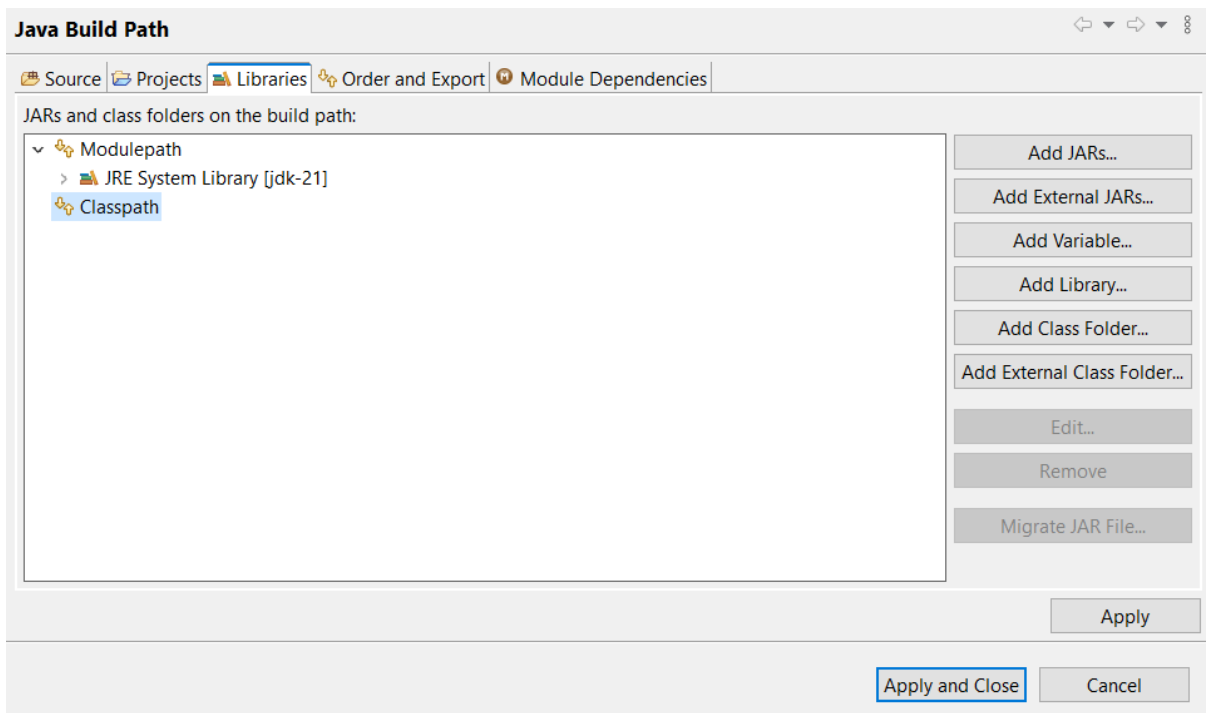 Java Build Path
Source Projects Libraries Order and Export Module Dependencies
JARs and class folders on the build path:
Modulepath
JRE System Library [jdk-21]
Classpath
Add JARs...
Add External JARs...
Add Variable...
Add Library...
Add Class Folder...
Add External Class Folder...
Edit...
Remove
Migrate JAR File...
Apply
Apply and Close Cancel